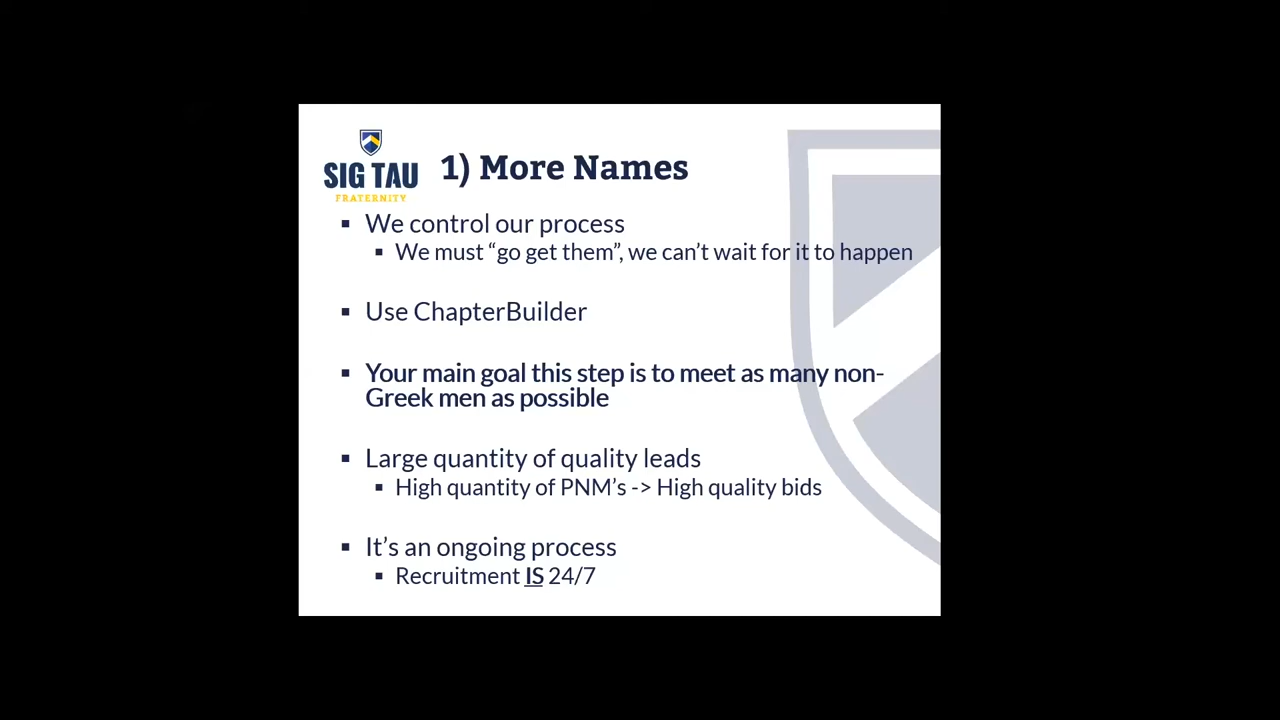 SIG TAU
FRATERNITY
1) More Names
▪ We control our process
▪ We must “go get them”, we can’t wait for it to happen
▪ Use ChapterBuilder
▪ Your main goal this step is to meet as many non-
Greek men as possible
▪ Large quantity of quality leads
▪ High quantity of PNM’s -> High quality bids
▪ It’s an ongoing process
▪ Recruitment IS 24/7